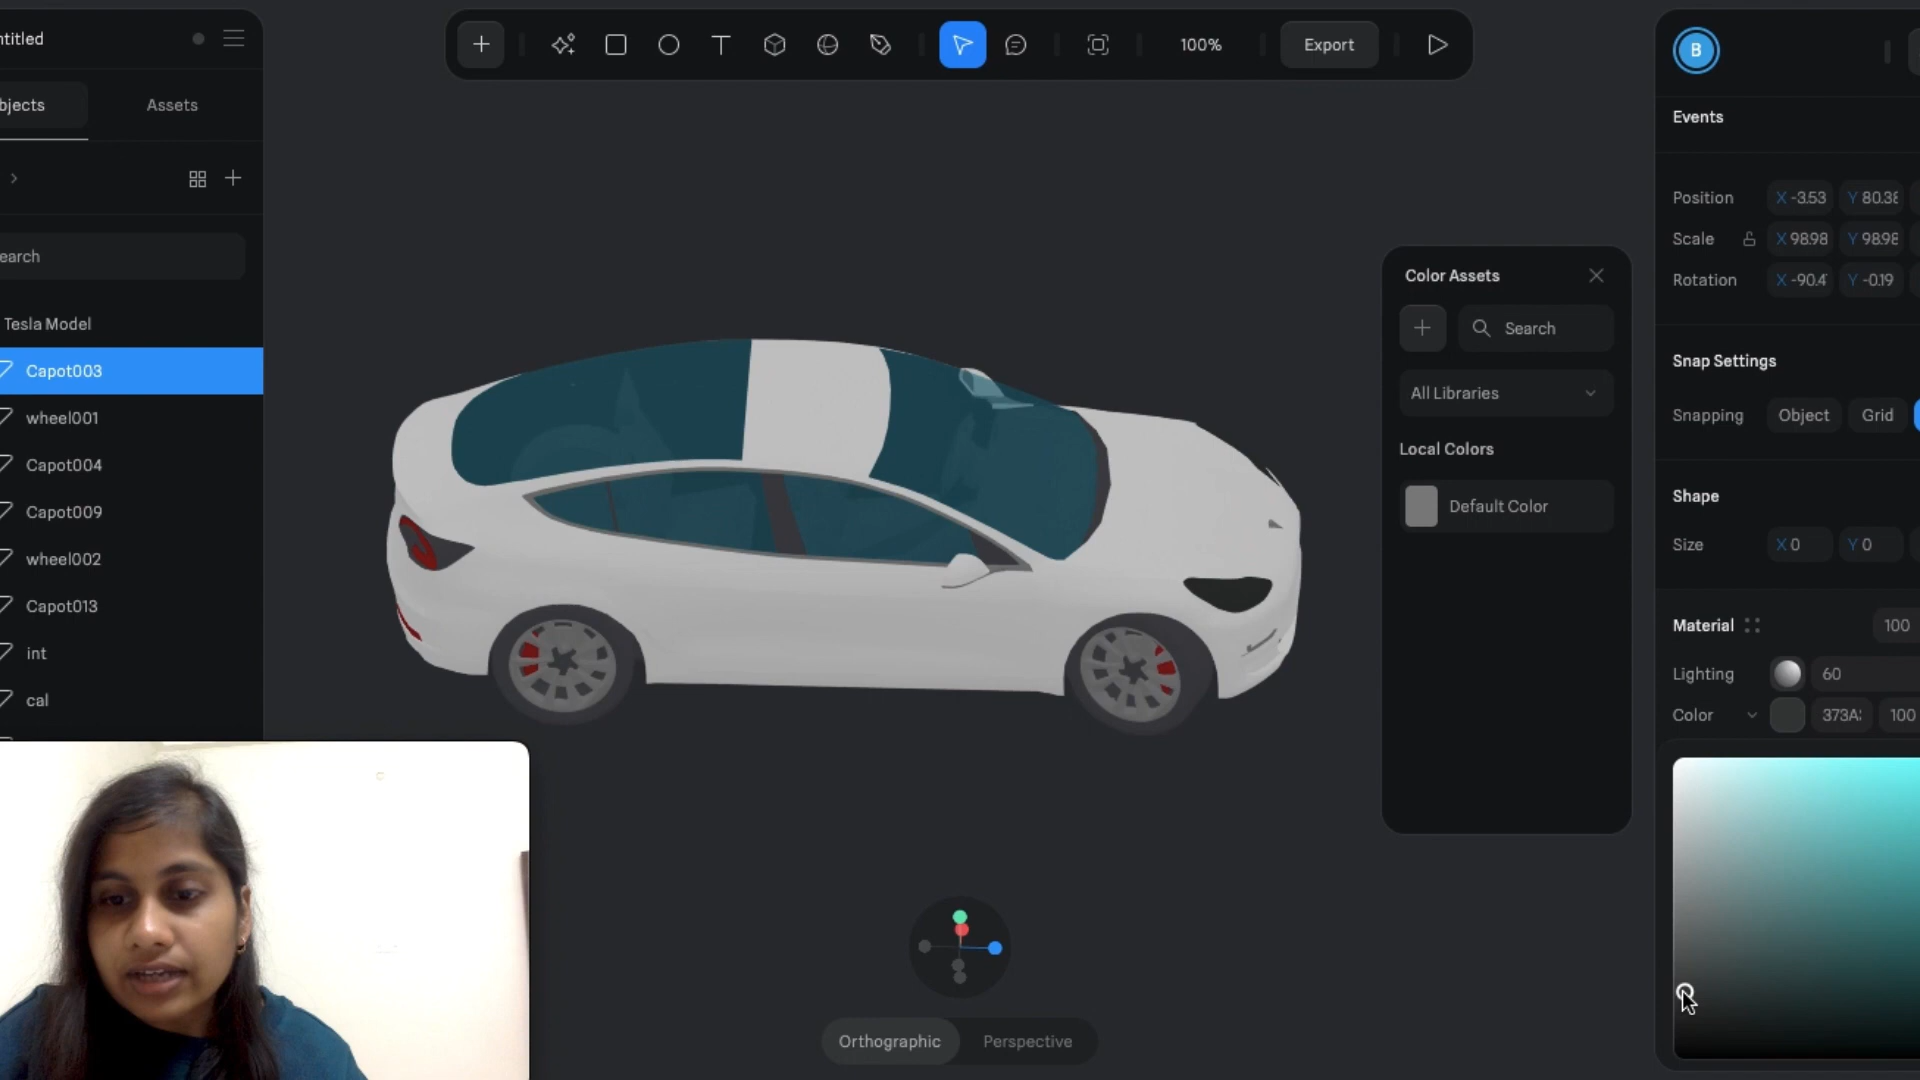 ntitled
bjects
Assets
earch
Tesla Model
Capot003
wheel001
Capot004
Capot009
wheel002
Capot013
int
cal
T
100%
Export
Color Assets
Search
All Libraries
Local Colors
Default Color
Orthographic
Perspective
B
Events
Position X -3.53 Y 80.38
Scale X 98.98 Y 98.98
Rotation X -90.4 Y -0.19
Snap Settings
Snapping Object Grid
Shape
Size X 0 Y 0
Material 100
Lighting 60
Color 373A 100